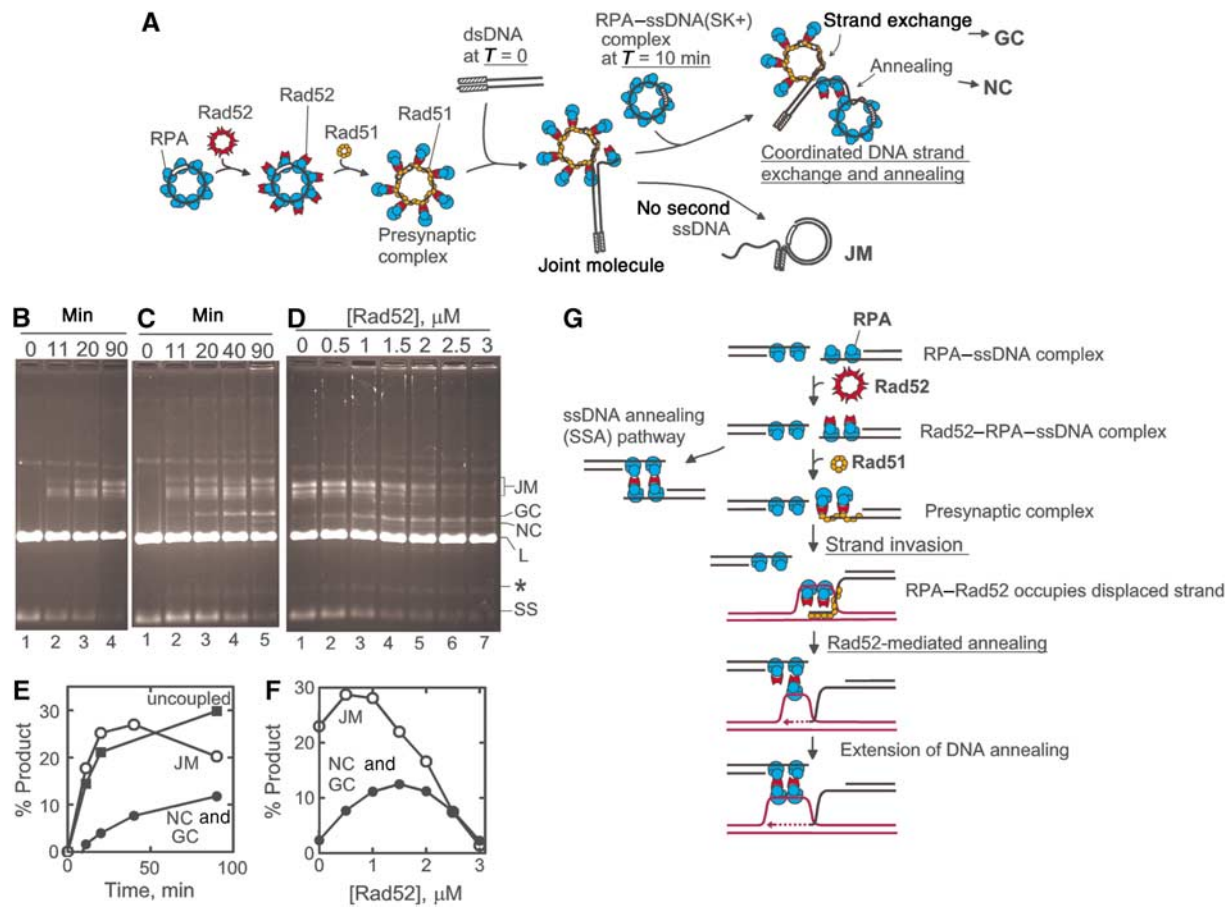 A
dsDNA
at T = 0
RPA–ssDNA(SK+)
complex
at T = 10 min
Strand exchange
GC
Annealing
NC
Rad52
Rad52
RPA
Rad51
Rad51
Coordinated DNA strand
exchange and annealing
No second
ssDNA
Presynaptic
complex
Joint molecule
JM
B
Min
0 11 20 90
1 2 3 4
C
Min
0 11 20 40 90
1 2 3 4 5
D
[Rad52], μM
0 0.5 1 1.5 2 2.5 3
JM
GC
NC
L
*
SS
1 2 3 4 5 6 7
E
uncoupled
JM
NC and
GC
% Product
30
20
10
0
0 50 100
Time, min
F
JM
NC and
GC
% Product
30
20
10
0
0 1 2 3
[Rad52], μM
G
RPA
RPA–ssDNA complex
Rad52
ssDNA annealing
(SSA) pathway
Rad52–RPA–ssDNA complex
Rad51
Presynaptic complex
Strand invasion
RPA–Rad52 occupies displaced strand
Rad52-mediated annealing
Extension of DNA annealing